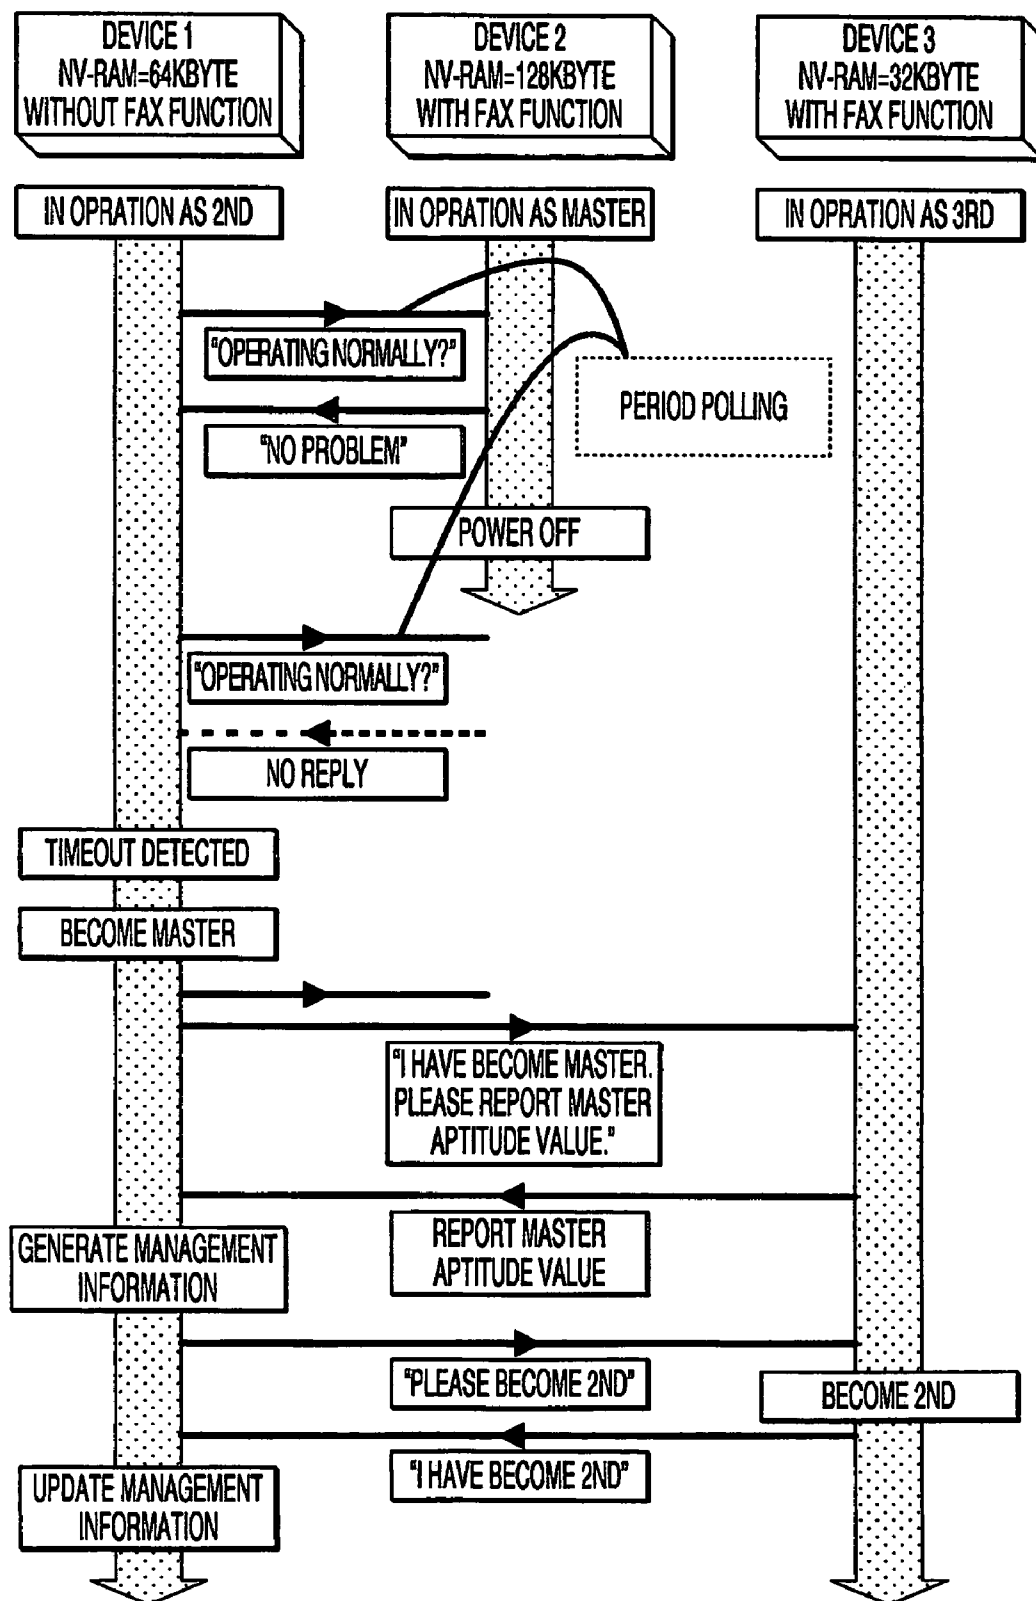 DEVICE 1
NV-RAM=64KBYTE
WITHOUT FAX FUNCTION
DEVICE 2
NV-RAM=128KBYTE
WITH FAX FUNCTION
DEVICE 3
NV-RAM=32KBYTE
WITH FAX FUNCTION
IN OPRATION AS 2ND
IN OPRATION AS MASTER
IN OPRATION AS 3RD
"OPERATING NORMALLY?"
PERIOD POLLING
"NO PROBLEM"
POWER OFF
"OPERATING NORMALLY?"
NO REPLY
TIMEOUT DETECTED
BECOME MASTER
"I HAVE BECOME MASTER.
PLEASE REPORT MASTER
APTITUDE VALUE."
REPORT MASTER
APTITUDE VALUE
GENERATE MANAGEMENT
INFORMATION
"PLEASE BECOME 2ND"
BECOME 2ND
"I HAVE BECOME 2ND"
UPDATE MANAGEMENT
INFORMATION